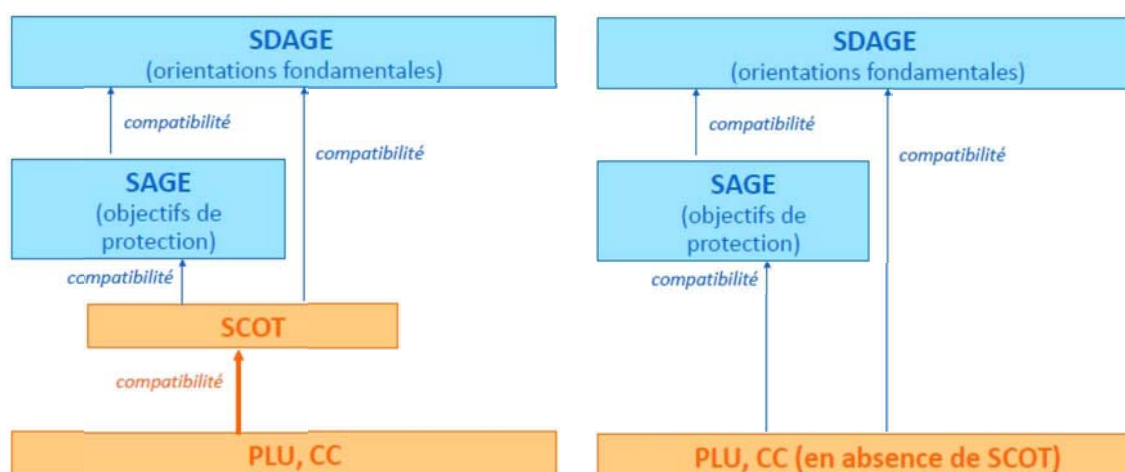 SDAGE
(orientations fondamentales)
compatibilité
compatibilité
SAGE
(objectifs de
protection)
compatibilité
SCOT
compatibilité
PLU, CC
SDAGE
(orientations fondamentales)
compatibilité
compatibilité
SAGE
(objectifs de
protection)
compatibilité
PLU, CC (en absence de SCOT)